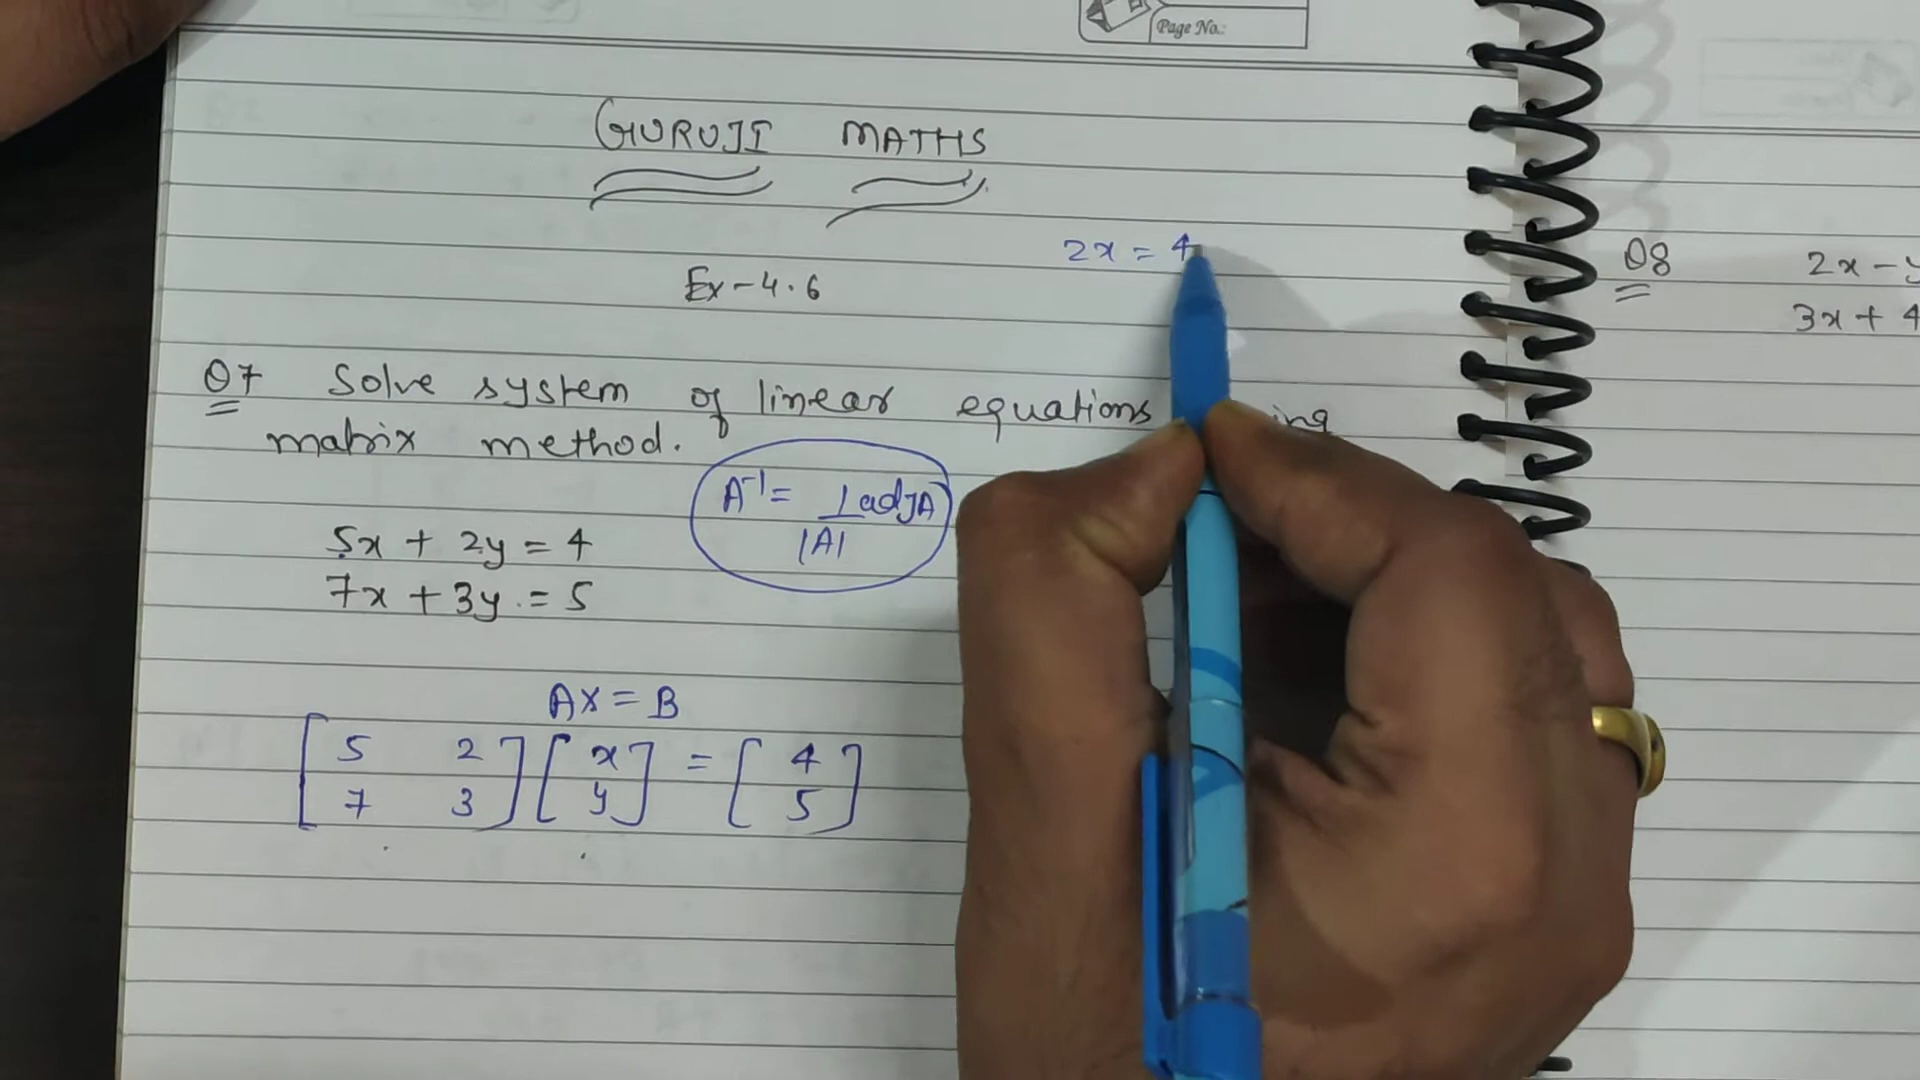 Page No.:
GURUJI MATHS
2x = 4
Ex-4.6
Q7 Solve system of linear equations
matrix method.
A⁻¹ = 1 adjA
|A|
5x + 2y = 4
7x + 3y = 5
AX = B
[ 5 2 ] [ x ] = [ 4 ]
[ 7 3 ] [ y ] [ 5 ]
Q8 2x -
3x + 4